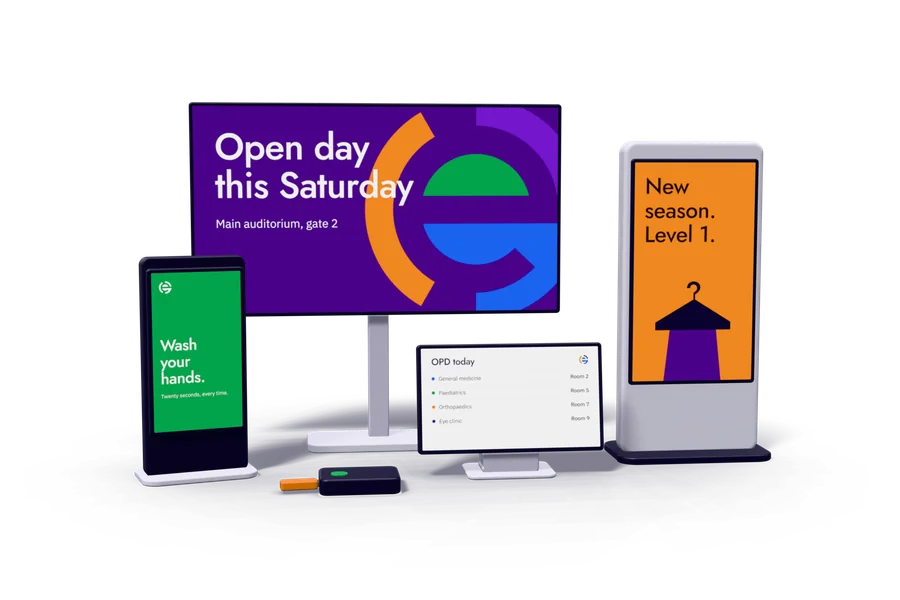 Open day
this Saturday
Main auditorium, gate 2
New
season.
Level 1.
Wash
your
hands.
Twenty seconds, every time.
OPD today
General medicine Room 2
Paediatrics Room 5
Orthopaedics Room 7
Eye clinic Room 9